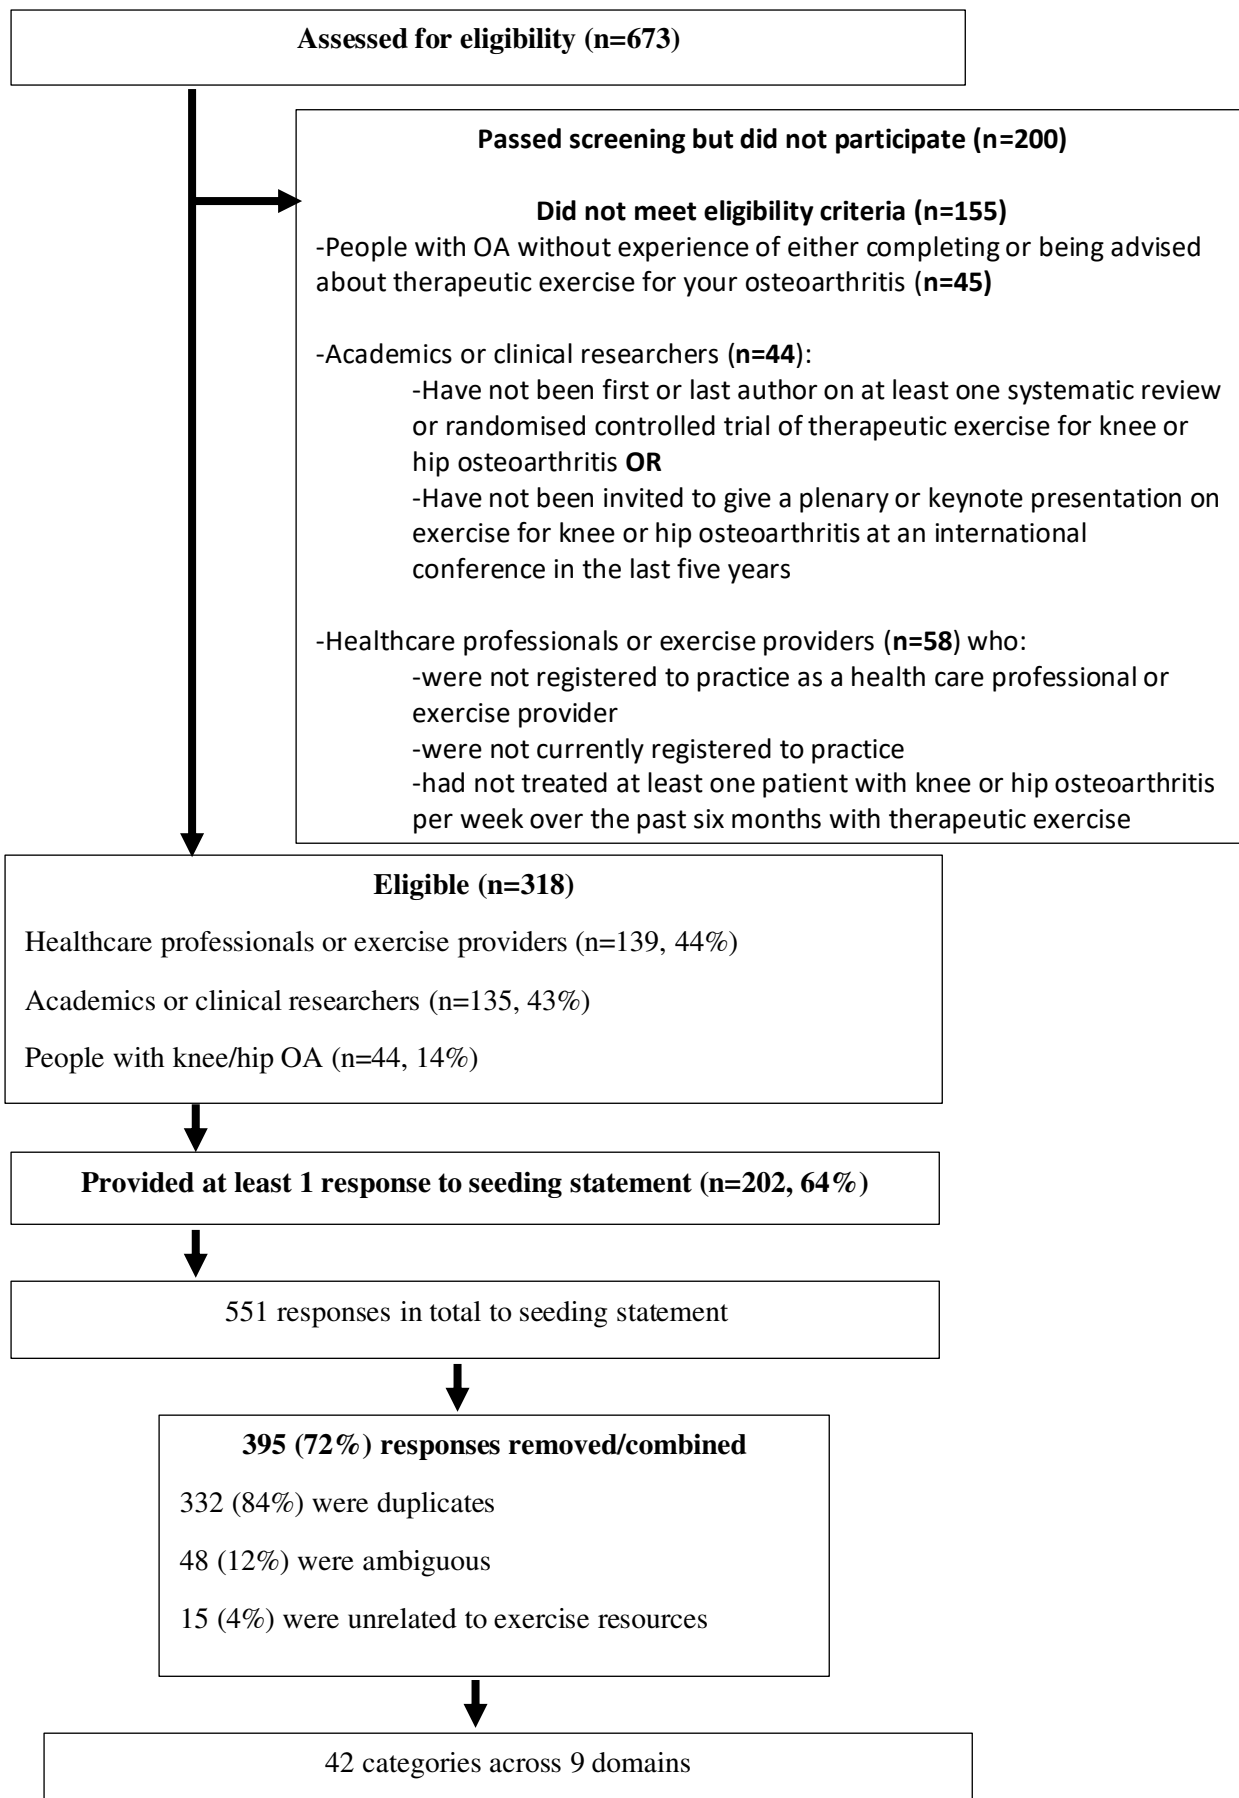 Assessed for eligibility (n=673)
Passed screening but did not participate (n=200)
Did not meet eligibility criteria (n=155)
-People with OA without experience of either completing or being advised
about therapeutic exercise for your osteoarthritis (n=45)
-Academics or clinical researchers (n=44):
-Have not been first or last author on at least one systematic review
or randomised controlled trial of therapeutic exercise for knee or
hip osteoarthritis OR
-Have not been invited to give a plenary or keynote presentation on
exercise for knee or hip osteoarthritis at an international
conference in the last five years
-Healthcare professionals or exercise providers (n=58) who:
-were not registered to practice as a health care professional or
exercise provider
-were not currently registered to practice
-had not treated at least one patient with knee or hip osteoarthritis
per week over the past six months with therapeutic exercise
Eligible (n=318)
Healthcare professionals or exercise providers (n=139, 44%)
Academics or clinical researchers (n=135, 43%)
People with knee/hip OA (n=44, 14%)
Provided at least 1 response to seeding statement (n=202, 64%)
551 responses in total to seeding statement
395 (72%) responses removed/combined
332 (84%) were duplicates
48 (12%) were ambiguous
15 (4%) were unrelated to exercise resources
42 categories across 9 domains